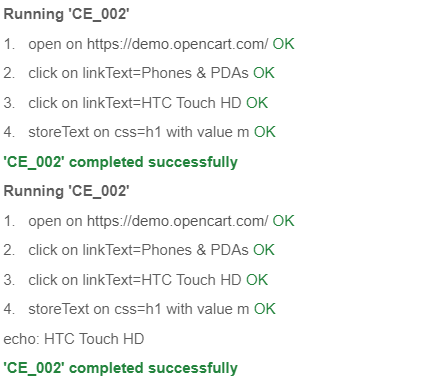 Running 'CE_002'
1. open on https://demo.opencart.com/ OK
2. click on linkText=Phones & PDAs OK
3. click on linkText=HTC Touch HD OK
4. storeText on css=h1 with value m OK
'CE_002' completed successfully
Running 'CE_002'
1. open on https://demo.opencart.com/ OK
2. click on linkText=Phones & PDAs OK
3. click on linkText=HTC Touch HD OK
4. storeText on css=h1 with value m OK
echo: HTC Touch HD
'CE_002' completed successfully